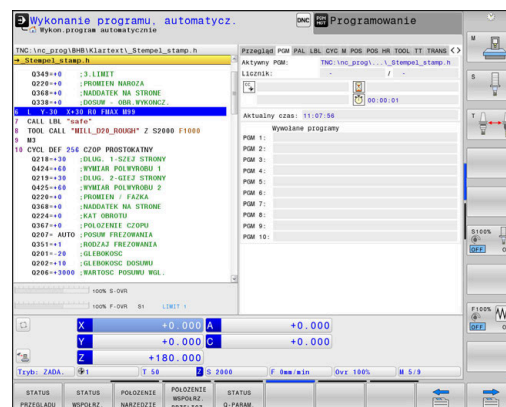 Wykonanie programu, automatycz.
Wykon.program automatycznie
DNC
Programowanie
TNC:\nc_prog\BHB\Klartext\_Stempel_stamp.h
→_Stempel_stamp.h
Q349=+0 ;3.LIMIT
Q220=+0 ;PROMIEN NAROZA
Q368=+0 ;NADDATEK NA STRONE
Q338=+0 ;DOSUW - OBR.WYKONCZ.
6 L Y-30 X+30 R0 FMAX M99
7 CALL LBL "safe"
8 TOOL CALL "MILL_D20_ROUGH" Z S2000 F1000
9 M3
10 CYCL DEF 256 CZOP PROSTOKATNY
Q218=+30 ;DLUG. 1-SZEJ STRONY
Q424=+60 ;WYMIAR POLWYROBU 1
Q219=+30 ;DLUG. 2-GIEJ STRONY
Q425=+60 ;WYMIAR POLWYROBU 2
Q220=+0 ;PROMIEN / FAZKA
Q368=+0 ;NADDATEK NA STRONE
Q224=+0 ;KAT OBROTU
Q367=+0 ;POLOZENIE CZOPU
Q207= AUTO ;POSUW FREZOWANIA
Q351=+1 ;RODZAJ FREZOWANIA
Q201=-20 ;GLEBOKOSC
Q202=+10 ;GLEBOKOSC DOSUWU
Q206=+3000 ;WARTOSC POSUWU WGL.
100% S-OVR
100% F-OVR S1 LIMIT 1
Przegląd PGM PAL LBL CYC M POS POS HR TOOL TT TRANS
Aktywny PGM: TNC:\nc_prog\...\_Stempel_stamp.h
Licznik: - / -
00:00:01
Aktualny czas: 11:07:56
Wywołane programy
PGM 1:
PGM 2:
PGM 3:
PGM 4:
PGM 5:
PGM 6:
PGM 7:
PGM 8:
PGM 9:
PGM 10:
X +0.000 A +0.000
Y +0.000 C +0.000
Z +180.000
Tryb: ZADA. 1 T 50 Z S 2000 F 0mm/min Ovr 100% M 5/9
STATUS PRZEGLADU
STATUS WSPOLRZ.
POLOZENIE NARZEDZIE
POLOZENIE WSPOLRZ.
STATUS Q-PARAM.
M
S
T
S100%
OFF
F100%
OFF